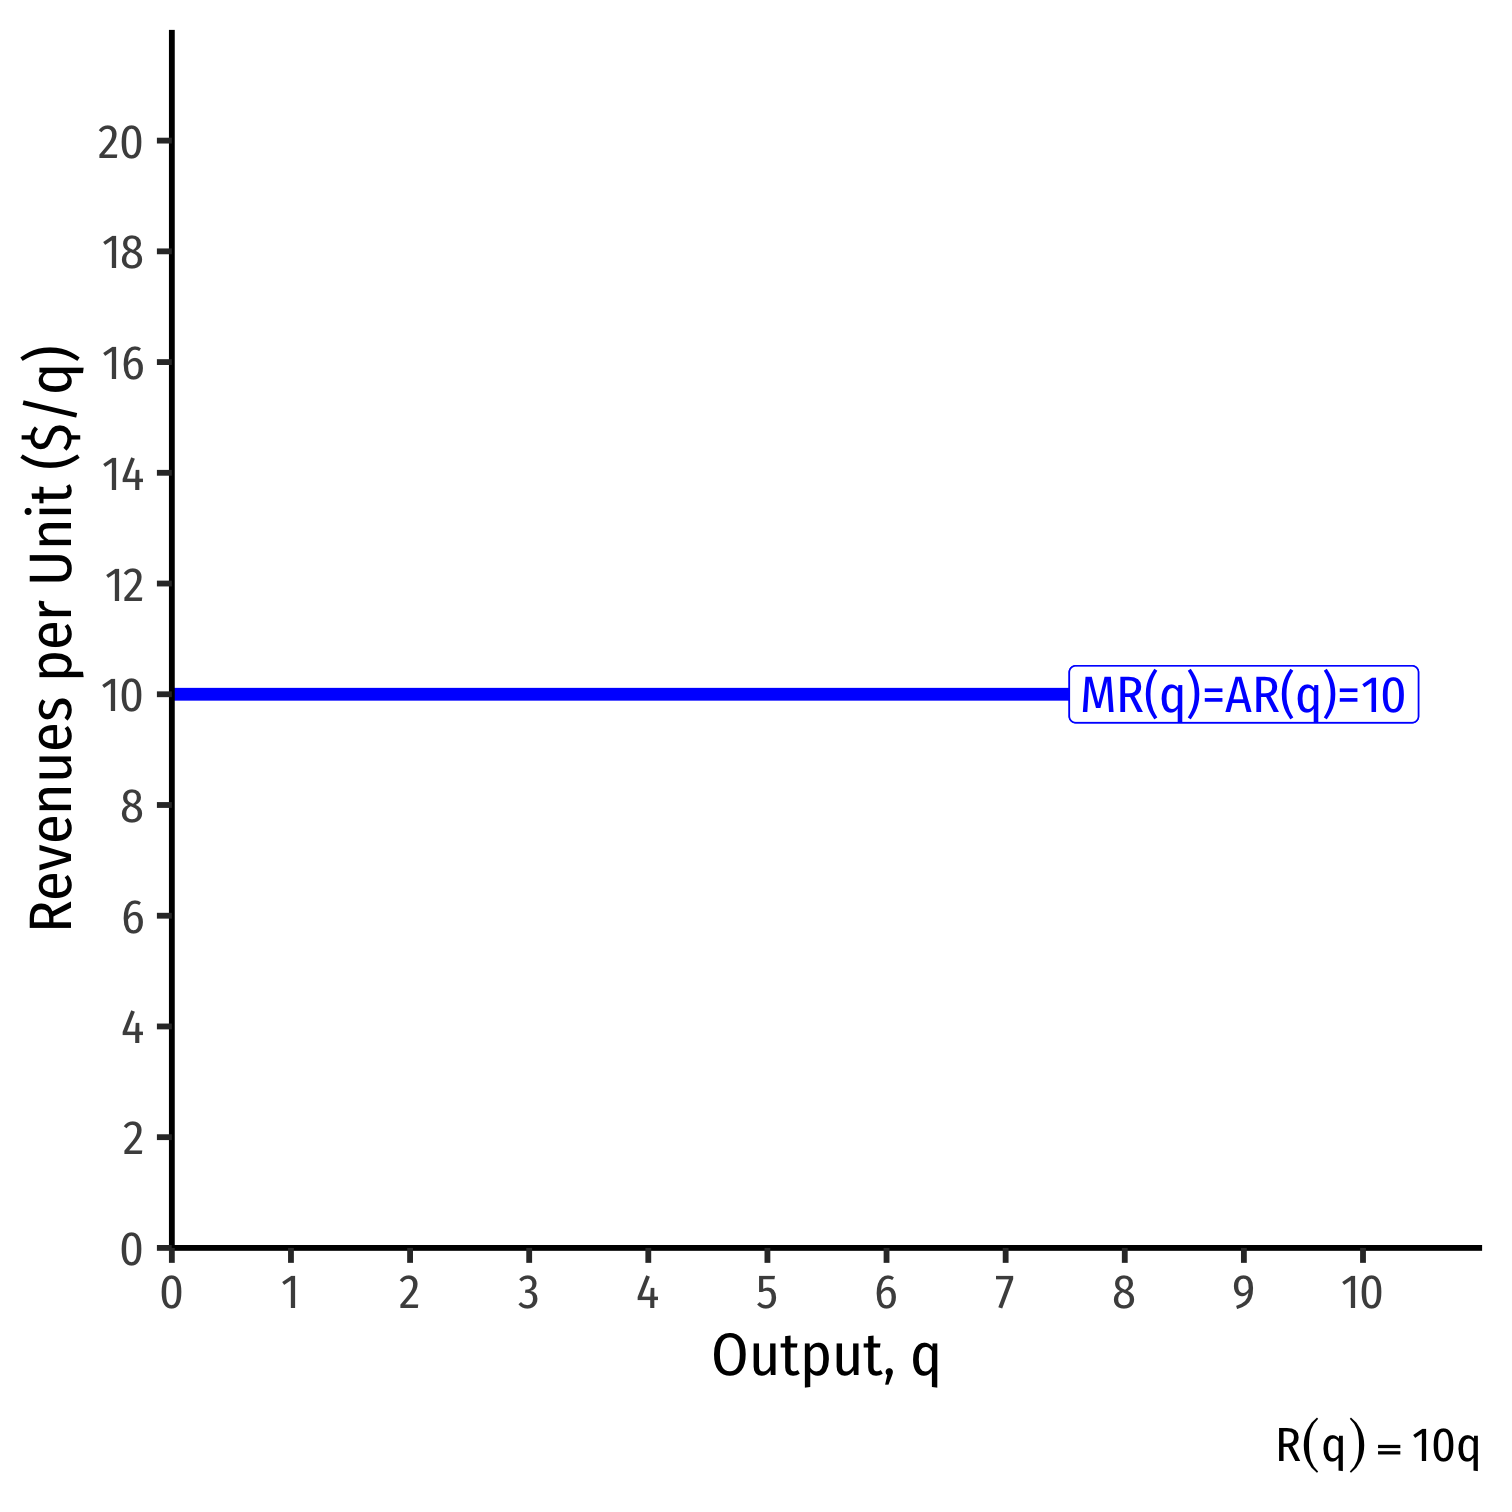 Revenues per Unit ($/q)
20
18
16
14
12
10
8
6
4
2
0
MR(q)=AR(q)=10
0 1 2 3 4 5 6 7 8 9 10
Output, q
R(q) = 10q